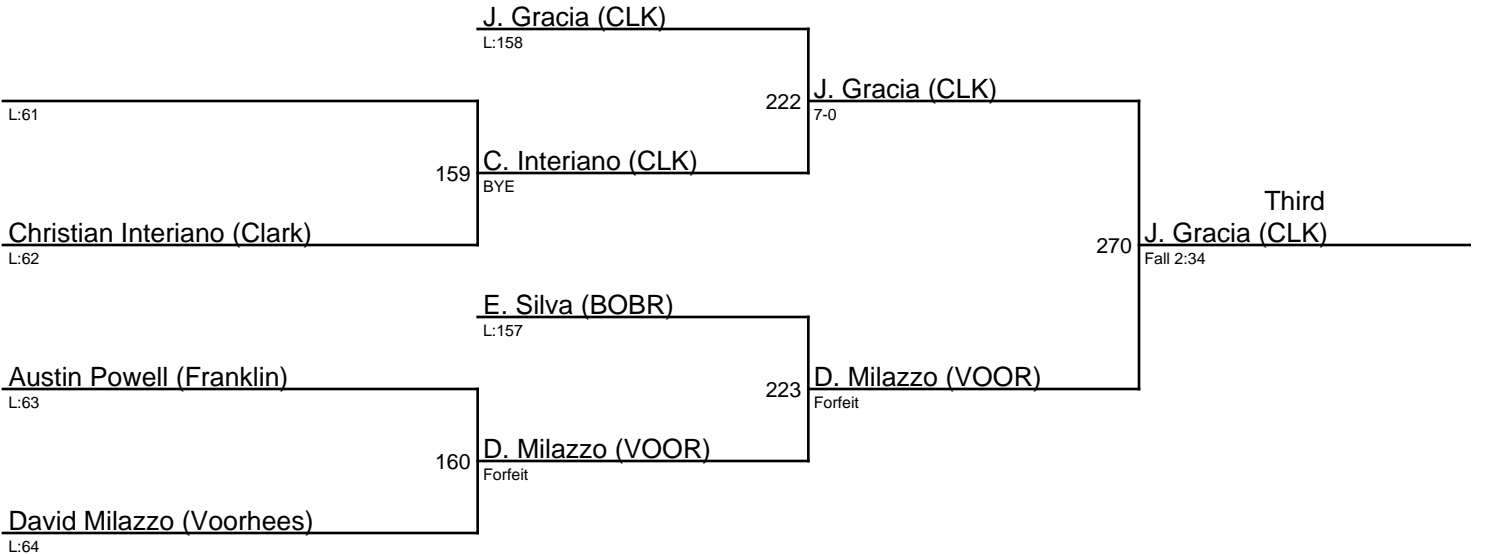 J. Gracia (CLK)
L:158
L:61
222
J. Gracia (CLK)
7-0
159
C. Interiano (CLK)
BYE
Christian Interiano (Clark)
L:62
Third
270
J. Gracia (CLK)
Fall 2:34
E. Silva (BOBR)
L:157
Austin Powell (Franklin)
L:63
223
D. Milazzo (VOOR)
Forfeit
160
D. Milazzo (VOOR)
Forfeit
David Milazzo (Voorhees)
L:64